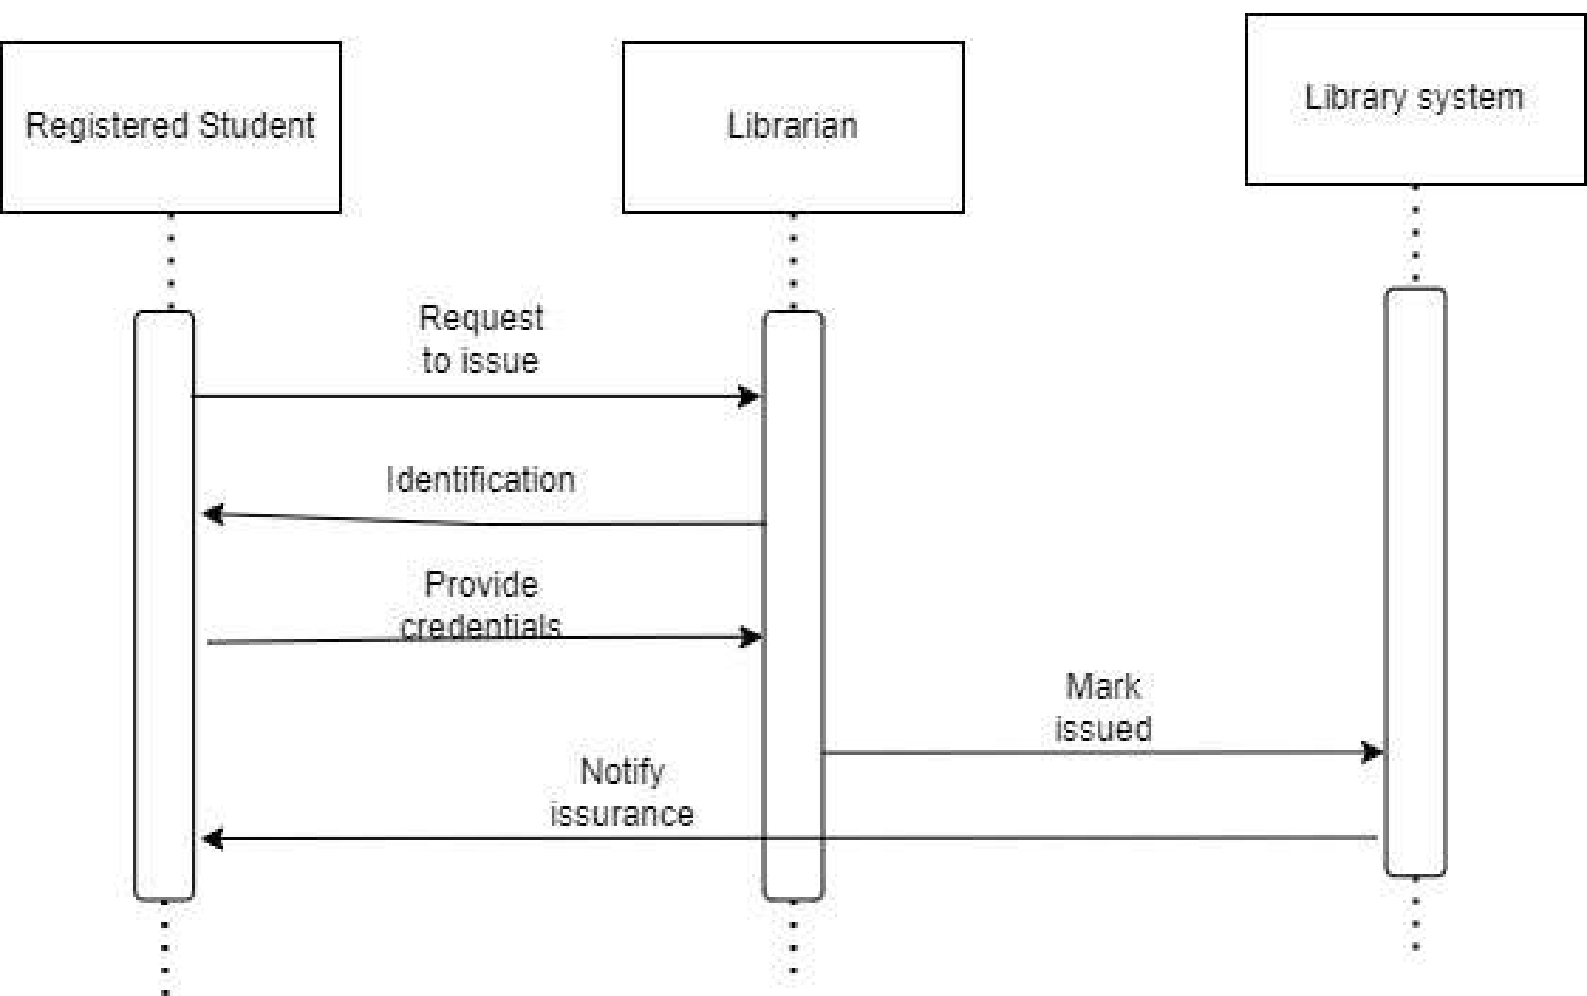 Registered Student
Librarian
Library system
Request
to issue
Identification
Provide
credentials
Mark
issued
Notify
issurance